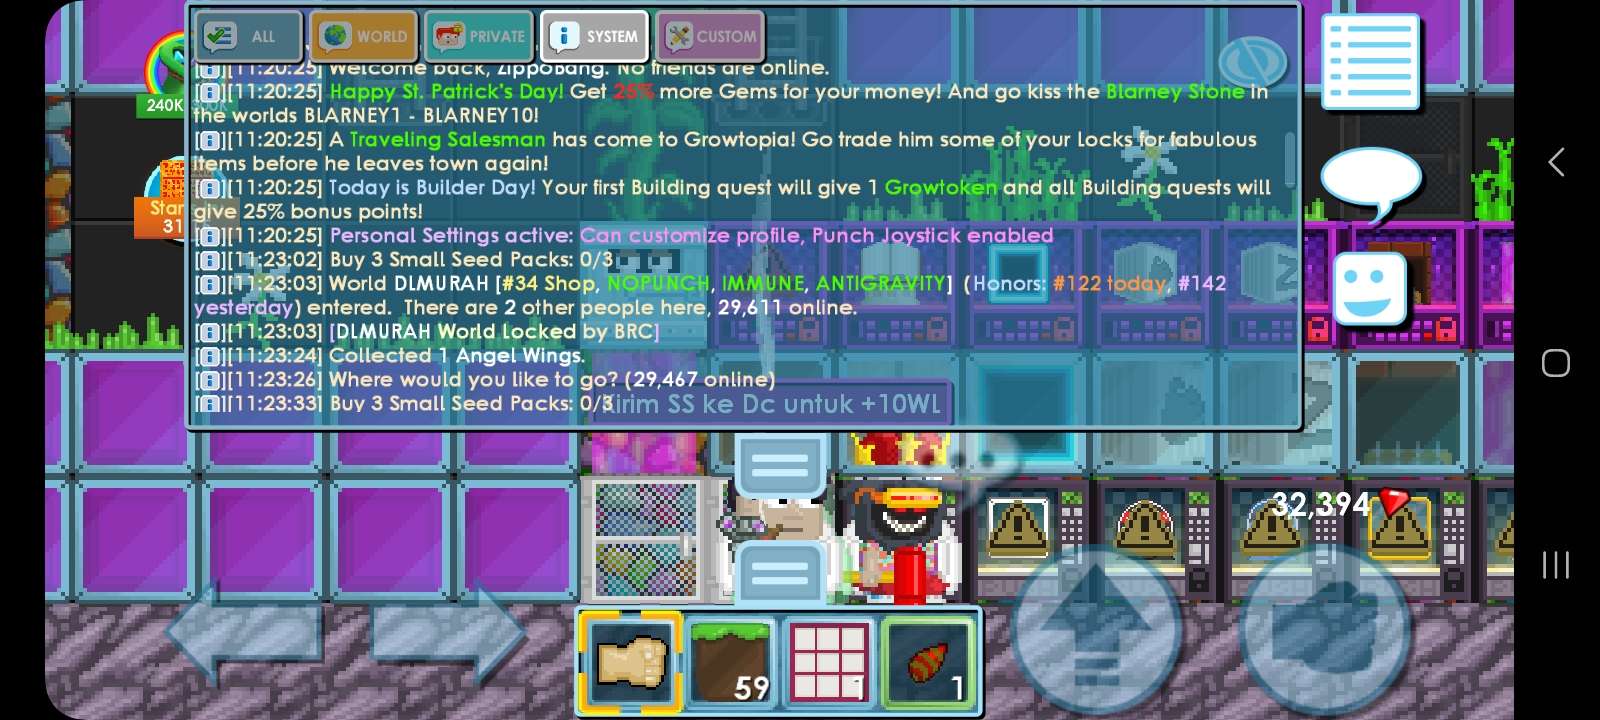 ALL
WORLD
PRIVATE
SYSTEM
CUSTOM
[11:20:25] Welcome back, ZippoBang. No friends are online.
[11:20:25] Happy St. Patrick's Day! Get 25% more Gems for your money! And go kiss the Blarney Stone in
the worlds BLARNEY1 - BLARNEY10!
[11:20:25] A Traveling Salesman has come to Growtopia! Go trade him some of your Locks for fabulous
items before he leaves town again!
[11:20:25] Today is Builder Day! Your first Building quest will give 1 Growtoken and all Building quests will
give 25% bonus points!
[11:20:25] Personal Settings active: Can customize profile, Punch Joystick enabled
[11:23:02] Buy 3 Small Seed Packs: 0/3
[11:23:03] World DLMURAH [#34 Shop, NOPUNCH, IMMUNE, ANTIGRAVITY] (Honors: #122 today, #142
yesterday) entered. There are 2 other people here, 29,611 online.
[11:23:03] [DLMURAH World Locked by BRC]
[11:23:24] Collected 1 Angel Wings.
[11:23:26] Where would you like to go? (29,467 online)
[11:23:33] Buy 3 Small Seed Packs: 0/3
Kirim SS ke Dc untuk +10WL
240K
31
32,394
59
1
1